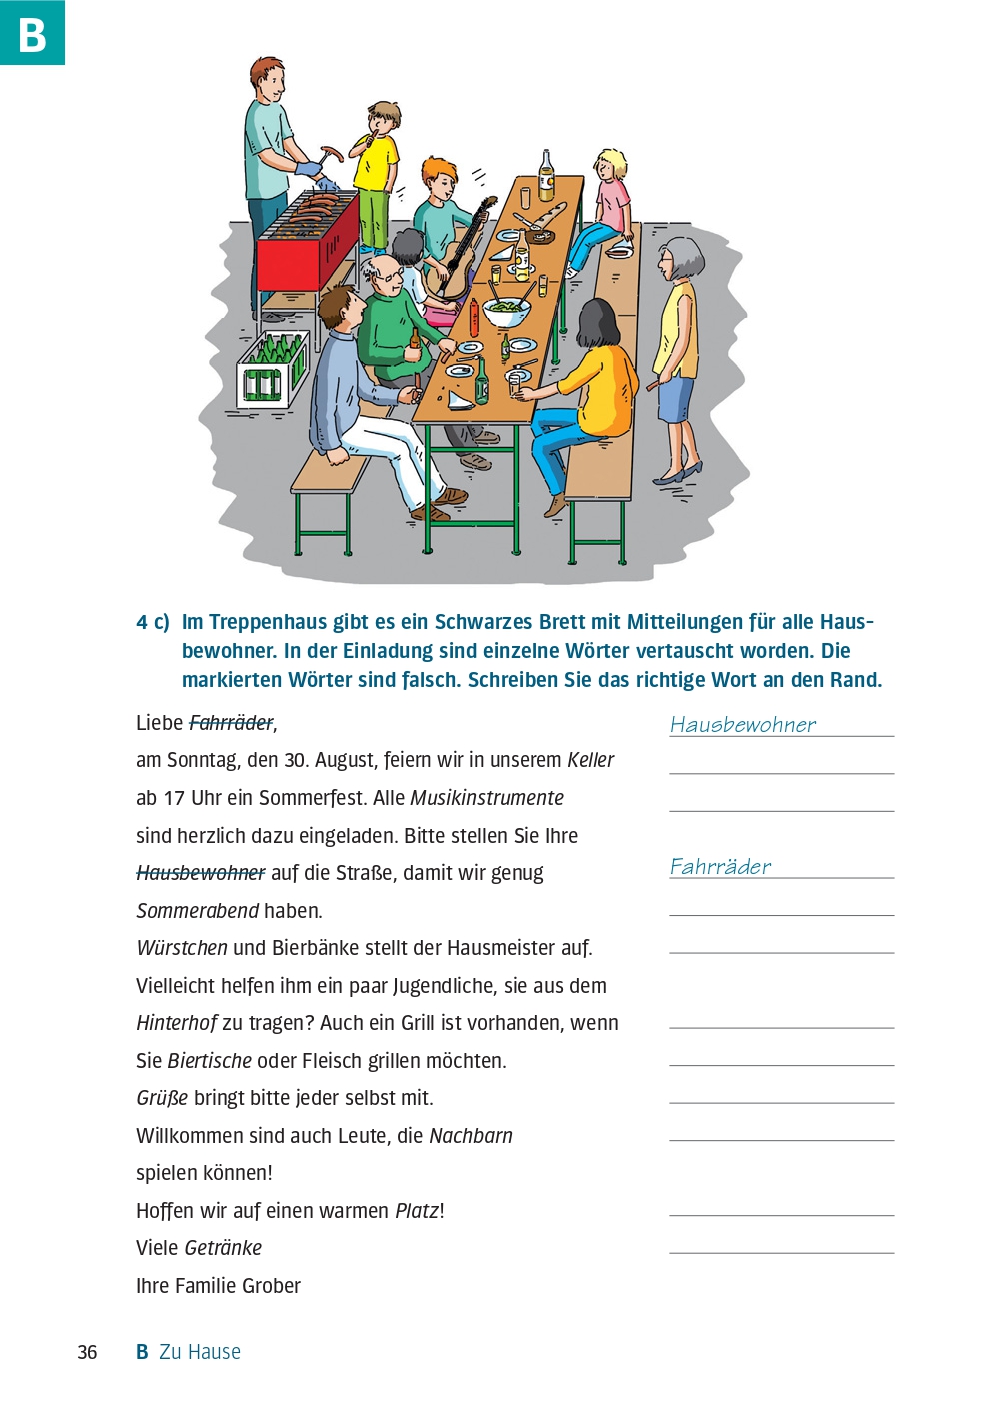 B
4 c) Im Treppenhaus gibt es ein Schwarzes Brett mit Mitteilungen für alle Haus-
bewohner. In der Einladung sind einzelne Wörter vertauscht worden. Die
markierten Wörter sind falsch. Schreiben Sie das richtige Wort an den Rand.
Liebe Fahrräder, Hausbewohner
am Sonntag, den 30. August, feiern wir in unserem Keller
ab 17 Uhr ein Sommerfest. Alle Musikinstrumente
sind herzlich dazu eingeladen. Bitte stellen Sie Ihre
Hausbewohner auf die Straße, damit wir genug Fahrräder
Sommerabend haben.
Würstchen und Bierbänke stellt der Hausmeister auf.
Vielleicht helfen ihm ein paar Jugendliche, sie aus dem
Hinterhof zu tragen? Auch ein Grill ist vorhanden, wenn
Sie Biertische oder Fleisch grillen möchten.
Grüße bringt bitte jeder selbst mit.
Willkommen sind auch Leute, die Nachbarn
spielen können!
Hoffen wir auf einen warmen Platz!
Viele Getränke
Ihre Familie Grober
36 B Zu Hause